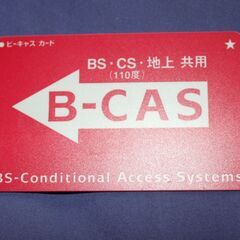 ● ビーキャス カード
BS・CS・地上 共用
(110度)
B-CAS
BS-Conditional Access Systems